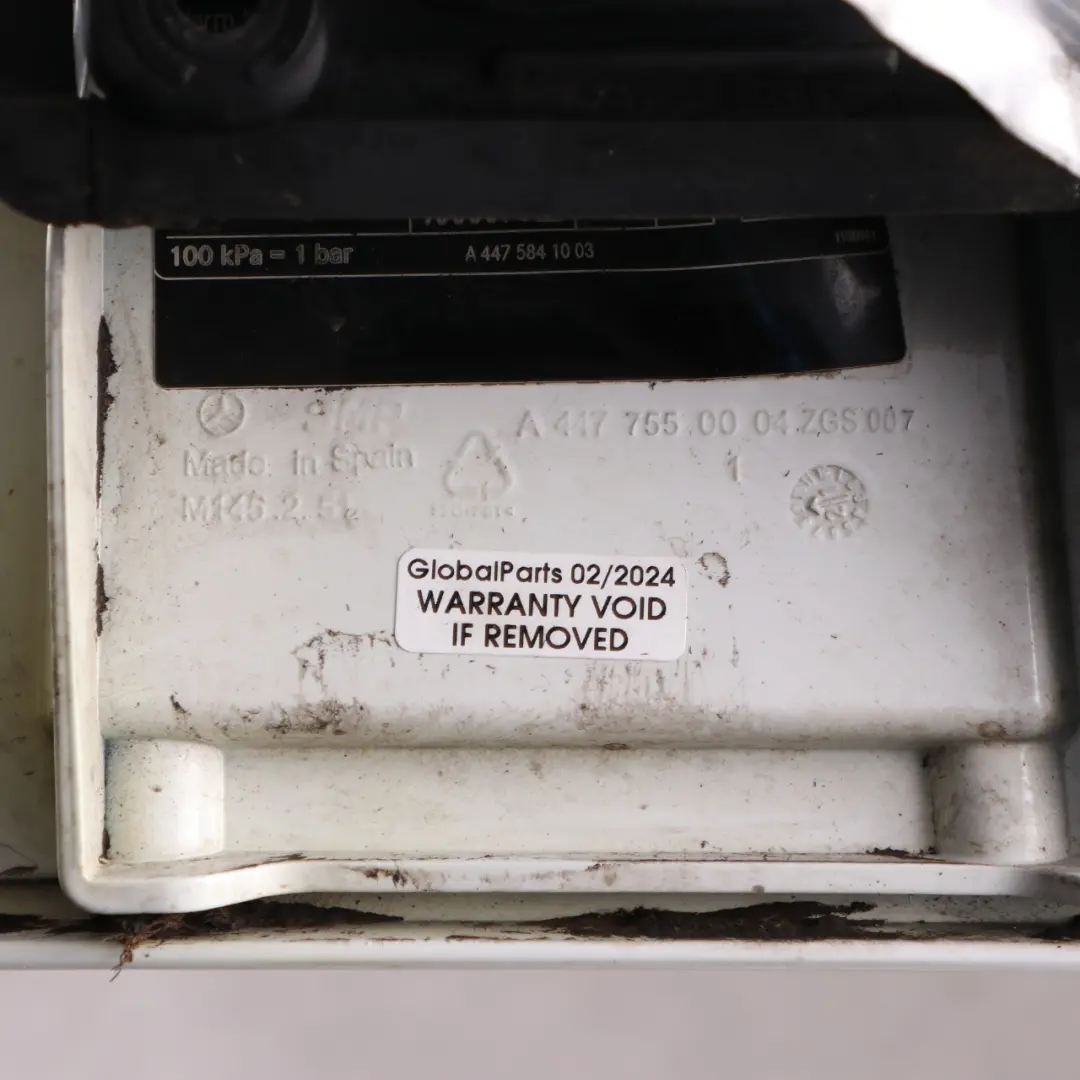 100 kPa = 1 bar
A 447 584 10 03
A 447 755 00 04 ZGS 007
Made in Spain
1
GlobalParts 02/2024
WARRANTY VOID
IF REMOVED